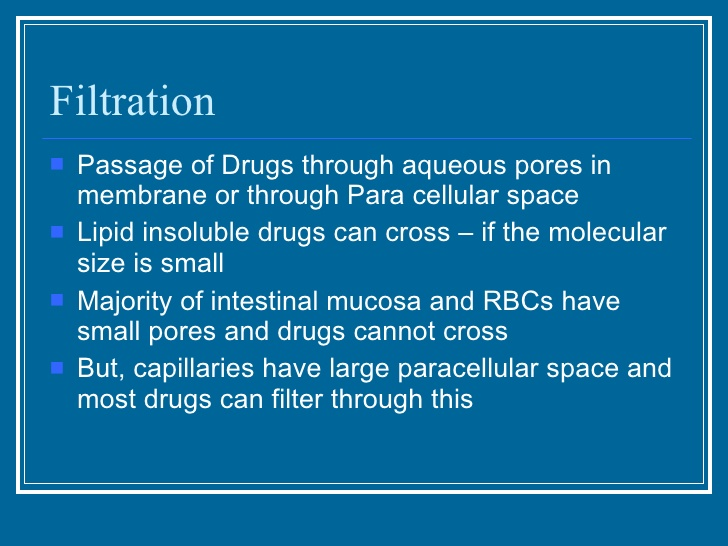 Filtration
Passage of Drugs through aqueous pores in
membrane or through Para cellular space
Lipid insoluble drugs can cross – if the molecular
size is small
Majority of intestinal mucosa and RBCs have
small pores and drugs cannot cross
But, capillaries have large paracellular space and
most drugs can filter through this